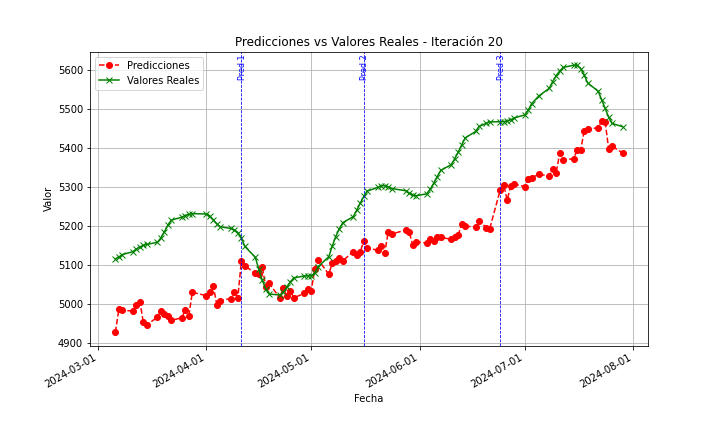 Predicciones vs Valores Reales - Iteración 20
Predicciones
Valores Reales
Pred 1
Pred 2
Pred 3
Valor
5600
5500
5400
5300
5200
5100
5000
4900
2024-03-01
2024-04-01
2024-05-01
2024-06-01
2024-07-01
2024-08-01
Fecha